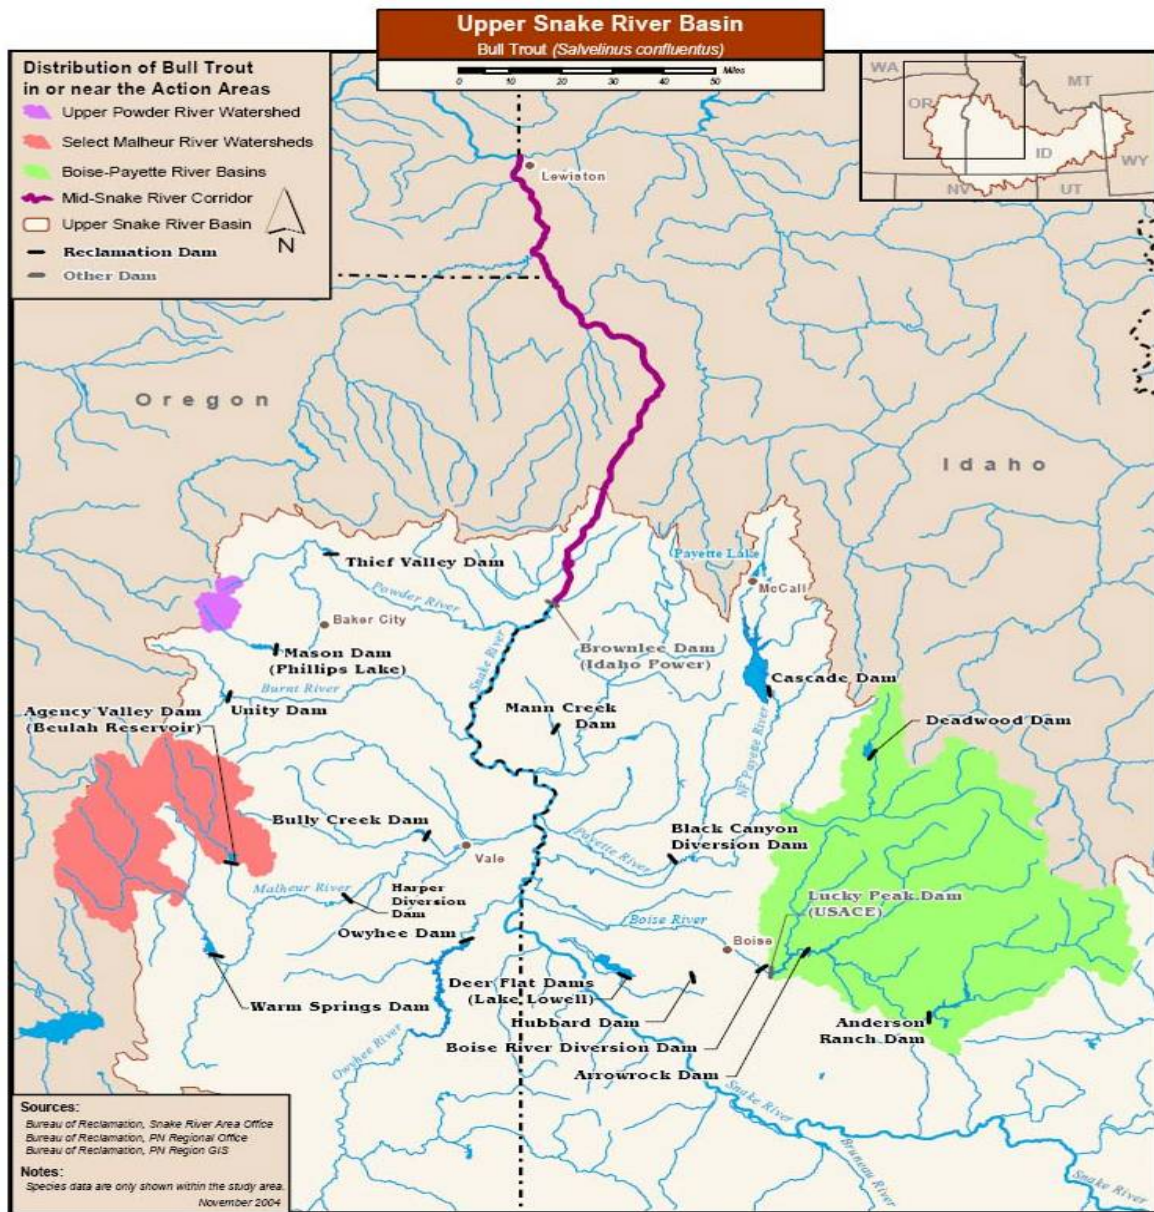 Upper Snake River Basin
Bull Trout (Salvelinus confluentus)
0 10 20 30 40 50 Miles
Distribution of Bull Trout
in or near the Action Areas
Upper Powder River Watershed
Select Malheur River Watersheds
Boise-Payette River Basins
Mid-Snake River Corridor
Upper Snake River Basin
N
Reclamation Dam
Other Dam
WA
MT
OR
ID
WY
NV
UT
Lewiston
Oregon
Idaho
Thief Valley Dam
Payette Lake
McCall
Powder River
Baker City
Snake River
Brownlee Dam
(Idaho Power)
Mason Dam
(Phillips Lake)
Cascade Dam
Burnt River
Unity Dam
Mann Creek
Dam
Agency Valley Dam
(Beulah Reservoir)
Deadwood Dam
NF Payette River
Bully Creek Dam
Vale
Payette River
Black Canyon
Diversion Dam
Malheur River
Harper
Diversion
Dam
Lucky Peak Dam
(USACE)
Boise River
Owyhee Dam
Boise
Deer Flat Dams
(Lake Lowell)
Warm Springs Dam
Hubbard Dam
Anderson
Ranch Dam
Boise River Diversion Dam
Owyhee River
Arrowrock Dam
Snake River
Bruneau River
Snake River
Sources:
Bureau of Reclamation, Snake River Area Office
Bureau of Reclamation, PN Regional Office
Bureau of Reclamation, PN Region GIS
Notes:
Species data are only shown within the study area.
November 2004